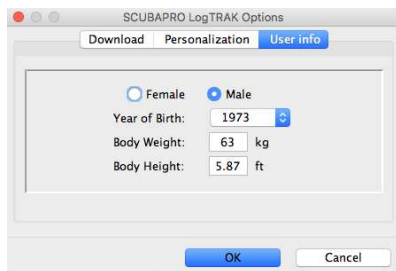 SCUBAPRO LogTRAK Options
Download Personalization User info
Female Male
Year of Birth: 1973
Body Weight: 63 kg
Body Height: 5.87 ft
OK Cancel